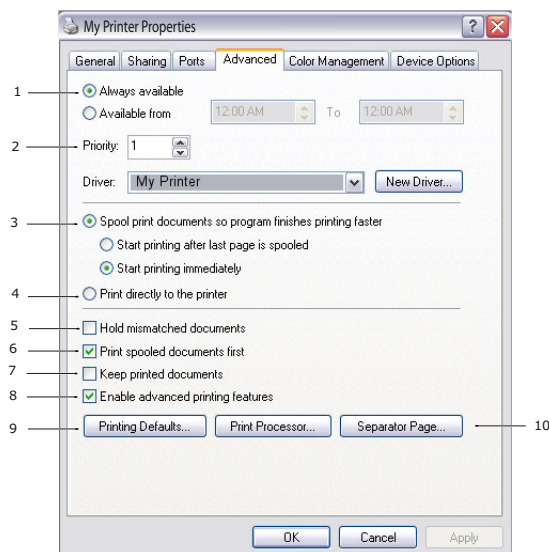 My Printer Properties
General Sharing Ports Advanced Color Management Device Options
1 Always available
Available from 12:00 AM To 12:00 AM
2 Priority: 1
Driver: My Printer New Driver...
3 Spool print documents so program finishes printing faster
Start printing after last page is spooled
Start printing immediately
4 Print directly to the printer
5 Hold mismatched documents
6 Print spooled documents first
7 Keep printed documents
8 Enable advanced printing features
9 Printing Defaults... Print Processor... Separator Page... 10
OK Cancel Apply